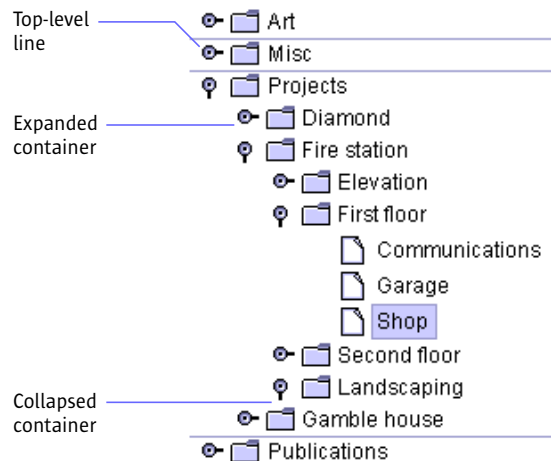 Top-level
line
Art
Misc
Projects
Expanded
container
Diamond
Fire station
Elevation
First floor
Communications
Garage
Shop
Second floor
Landscaping
Collapsed
container
Gamble house
Publications